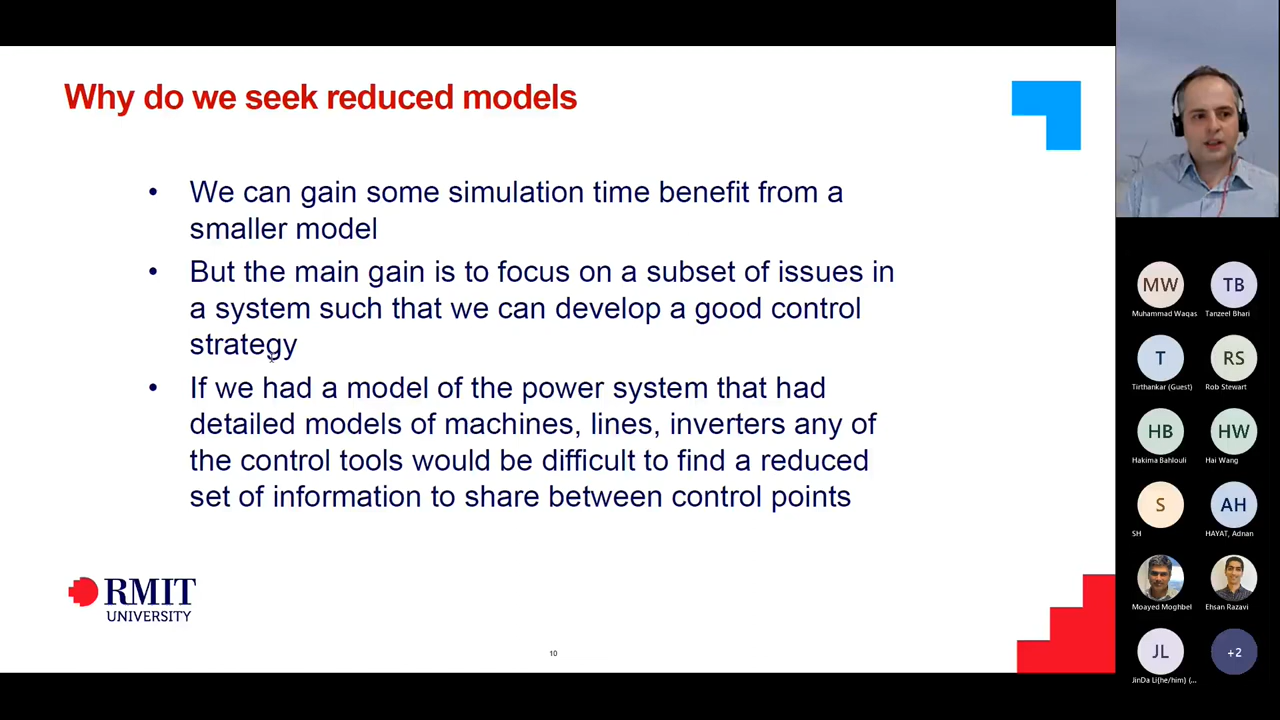 Why do we seek reduced models
• We can gain some simulation time benefit from a
smaller model
• But the main gain is to focus on a subset of issues in
a system such that we can develop a good control
strategy
• If we had a model of the power system that had
detailed models of machines, lines, inverters any of
the control tools would be difficult to find a reduced
set of information to share between control points
RMIT
UNIVERSITY
10
MW
TB
Muhammad Waqas
Tanzeel Bhari
T
RS
Tirthankar (Guest)
Rob Stewart
HB
HW
Hakima Bahlouli
Hai Wang
S
AH
SH
HAYAT, Adnan
Moayed Moghbel
Ehsan Razavi
JL
+2
JinDa Li(he/him) (...